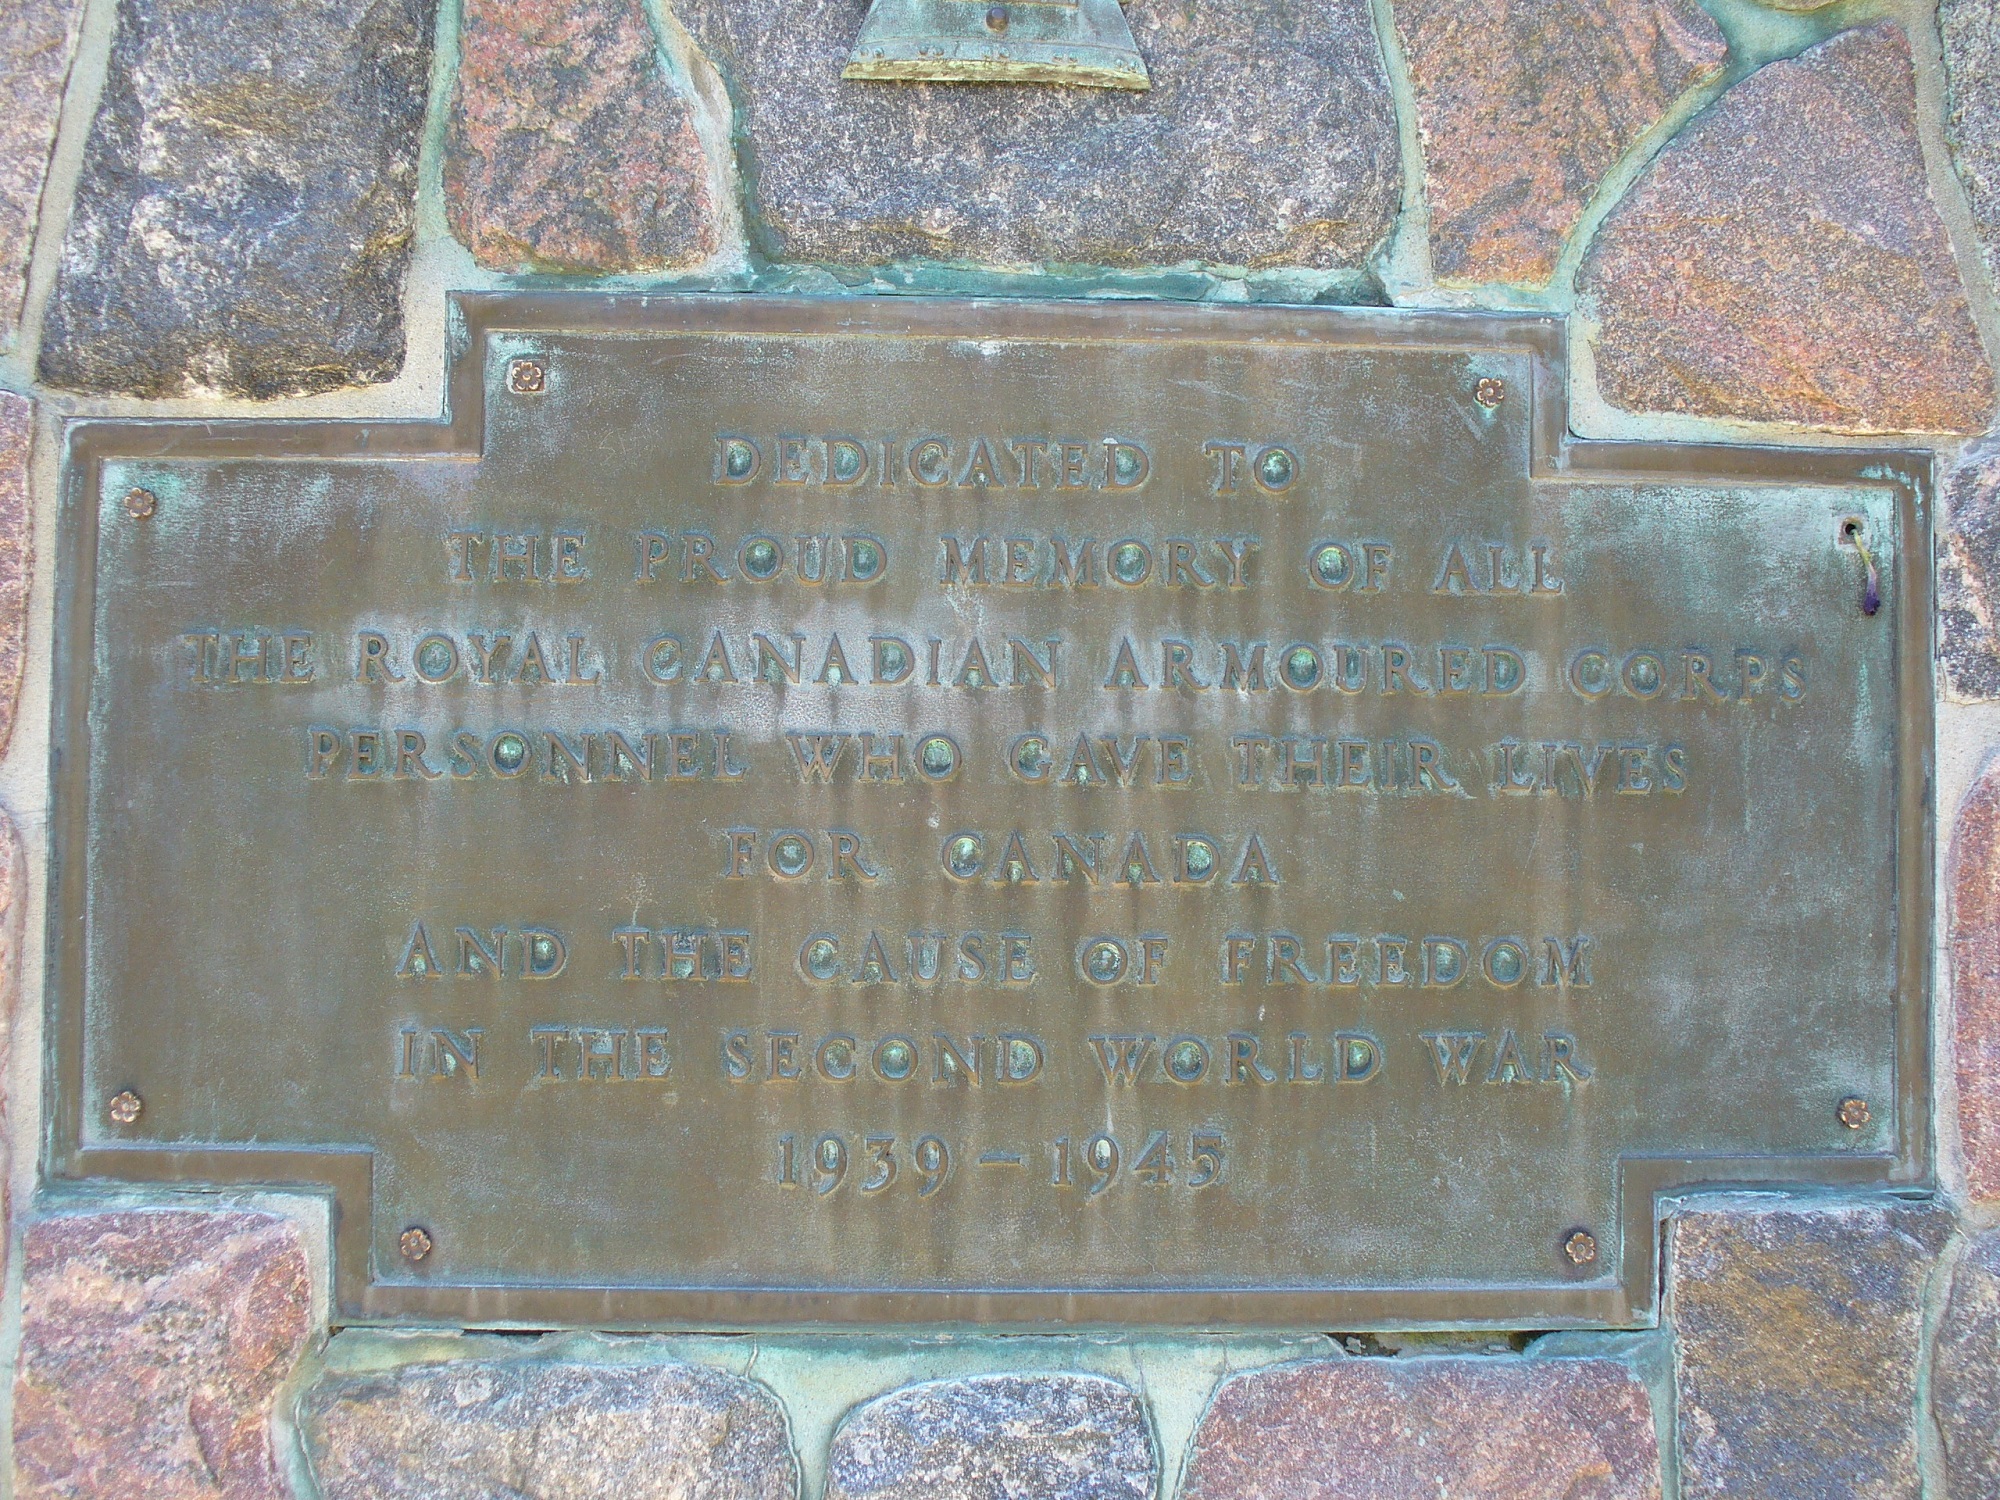 DEDICATED TO
THE PROUD MEMORY OF ALL
THE ROYAL CANADIAN ARMOURED CORPS
PERSONNEL WHO GAVE THEIR LIVES
FOR CANADA
AND THE CAUSE OF FREEDOM
IN THE SECOND WORLD WAR
1939 – 1945